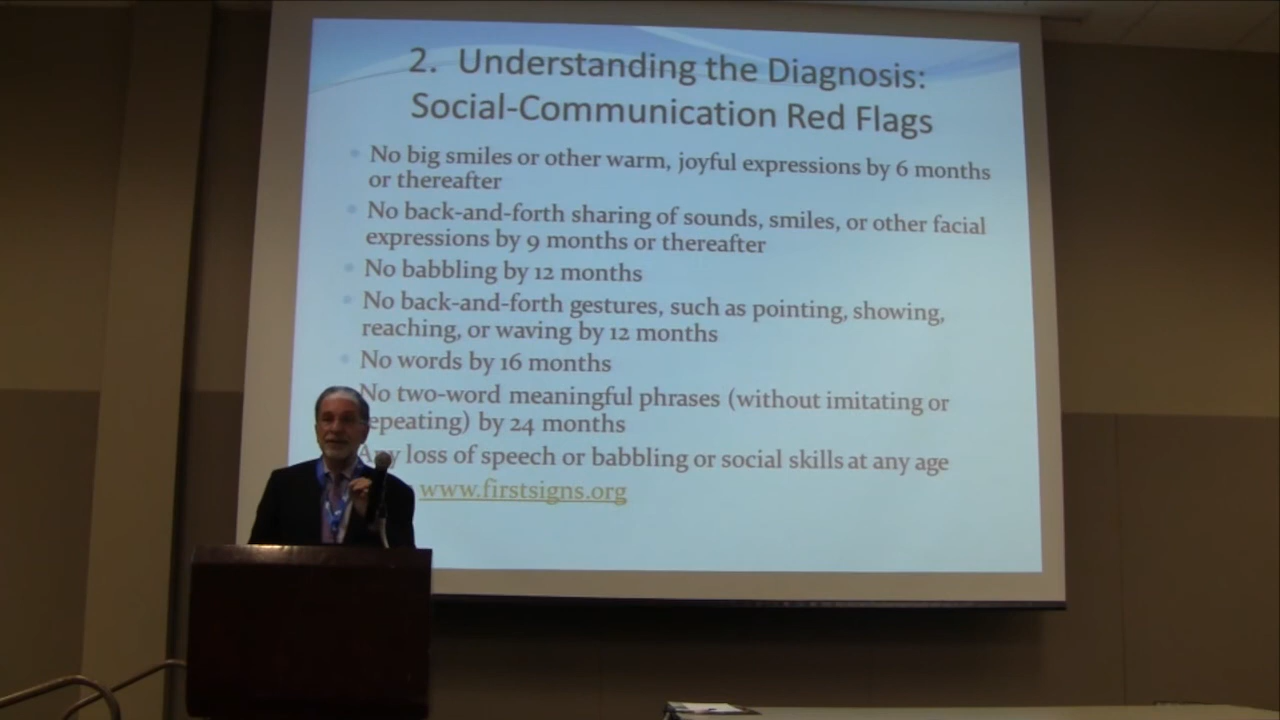 2. Understanding the Diagnosis:
Social-Communication Red Flags
No big smiles or other warm, joyful expressions by 6 months
or thereafter
No back-and-forth sharing of sounds, smiles, or other facial
expressions by 9 months or thereafter
No babbling by 12 months
No back-and-forth gestures, such as pointing, showing,
reaching, or waving by 12 months
No words by 16 months
No two-word meaningful phrases (without imitating or
epeating) by 24 months
Any loss of speech or babbling or social skills at any age
www.firstsigns.org